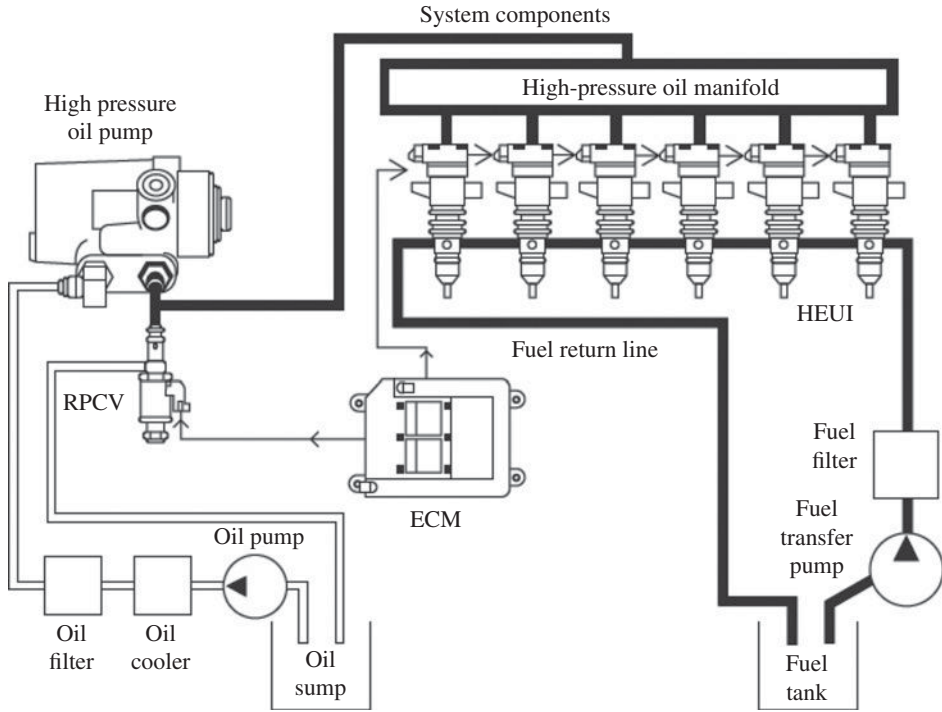 System components
High-pressure oil manifold
High pressure
oil pump
HEUI
Fuel return line
RPCV
Fuel
filter
ECM
Fuel
transfer
pump
Oil pump
Oil
filter
Oil
cooler
Oil
sump
Fuel
tank